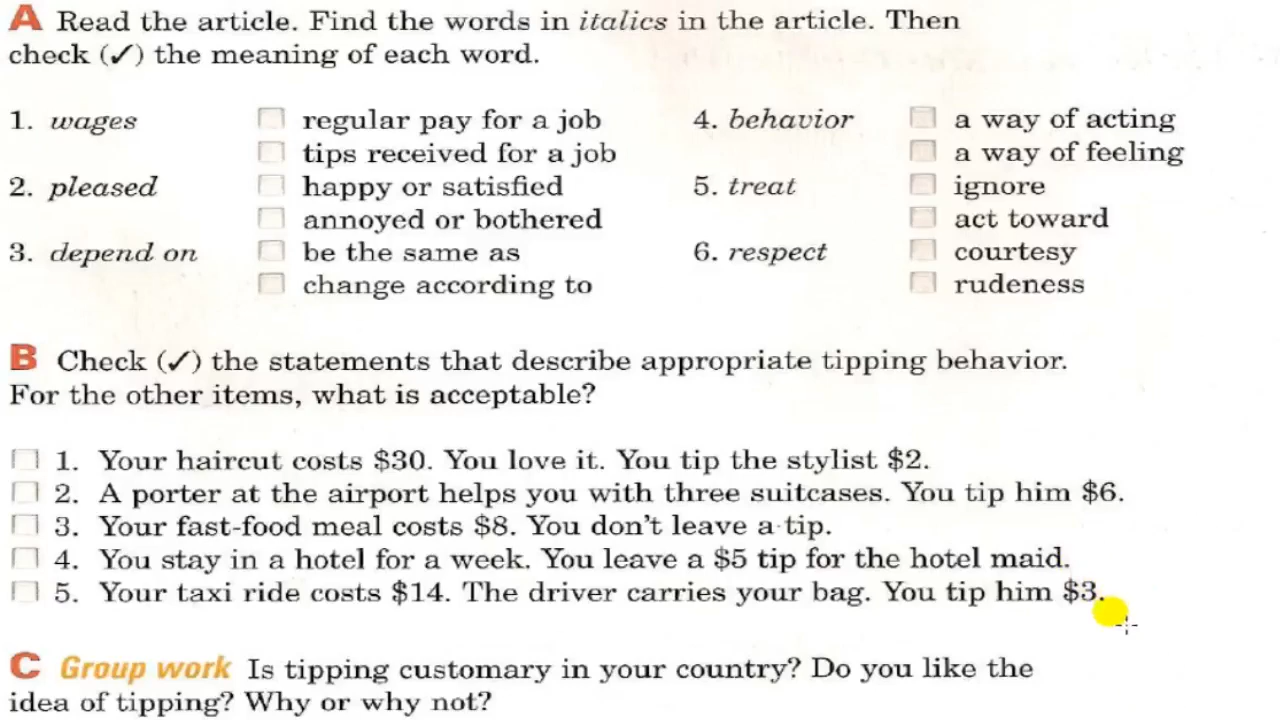 A Read the article. Find the words in italics in the article. Then
check (✓) the meaning of each word.
1. wages
regular pay for a job
tips received for a job
2. pleased
happy or satisfied
annoyed or bothered
3. depend on
be the same as
change according to
4. behavior
a way of acting
a way of feeling
5. treat
ignore
act toward
6. respect
courtesy
rudeness
B Check (✓) the statements that describe appropriate tipping behavior.
For the other items, what is acceptable?
1. Your haircut costs $30. You love it. You tip the stylist $2.
2. A porter at the airport helps you with three suitcases. You tip him $6.
3. Your fast-food meal costs $8. You don't leave a tip.
4. You stay in a hotel for a week. You leave a $5 tip for the hotel maid.
5. Your taxi ride costs $14. The driver carries your bag. You tip him $3.
C Group work Is tipping customary in your country? Do you like the
idea of tipping? Why or why not?